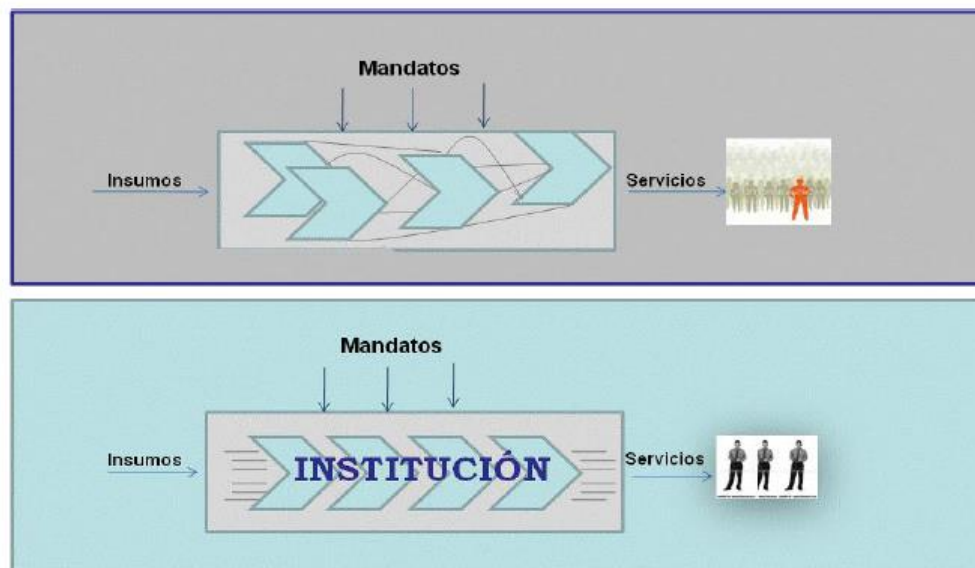 Mandatos
Insumos
Servicios
Mandatos
Insumos
INSTITUCIÓN
Servicios